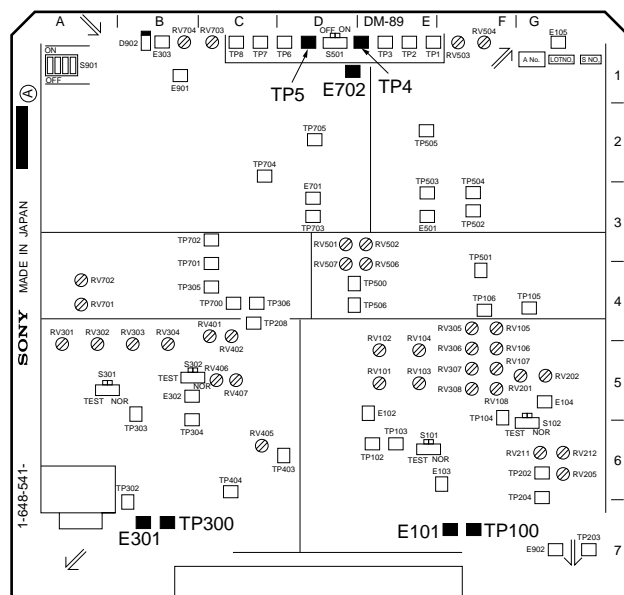 A B C D DM-89 E F G
D902 RV704 RV703 OFF ON RV504 E105
ON S901 OFF E303 TP8 TP7 TP6 S501 TP3 TP2 TP1 RV503 A No. LOTNO. S NO.
E901 TP5 E702 TP4
1
A
TP705 TP505
2
TP704
E701 TP503 TP504
TP703 E501 TP502
3
TP702 RV501 RV502
TP701 RV507 RV506 TP501
RV702 TP305 TP500
RV701 TP700 TP306 TP506 TP106 TP105
4
TP208
RV301 RV302 RV303 RV304 RV401 RV402 RV102 RV104 RV305 RV105
RV306 RV106
S301 S302 TEST NOR RV406 RV407 RV101 RV103 RV307 RV107 RV202
5
TEST NOR E302 RV308 RV201
TP303 TP304 E102 RV108 TP104 E104
S102 TEST NOR
RV405 TP102 TP103 S101 TEST NOR RV211 RV212
6
TP403 TP202 RV205
TP302 TP404 E103 TP204
E301 TP300 E101 TP100
E902 TP203
7
SONY MADE IN JAPAN
1-648-541-